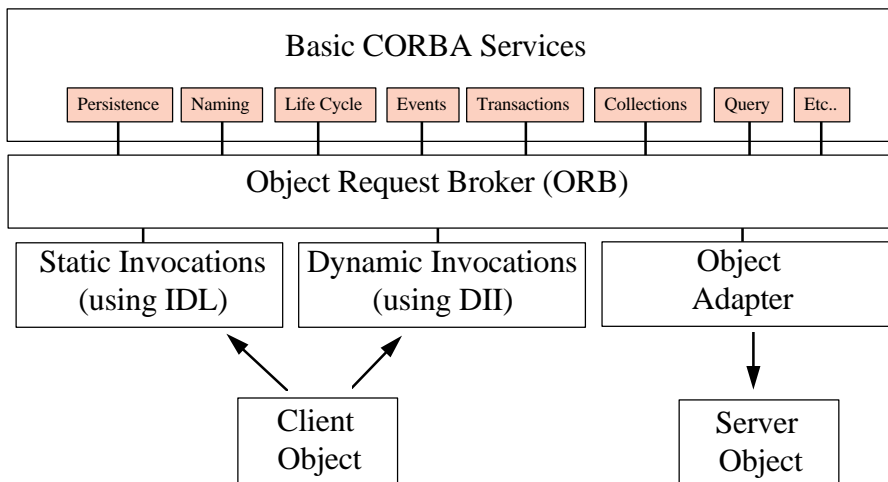 Basic CORBA Services
Persistence Naming Life Cycle Events Transactions Collections Query Etc..
Object Request Broker (ORB)
Static Invocations
(using IDL)
Dynamic Invocations
(using DII)
Object
Adapter
Client
Object
Server
Object